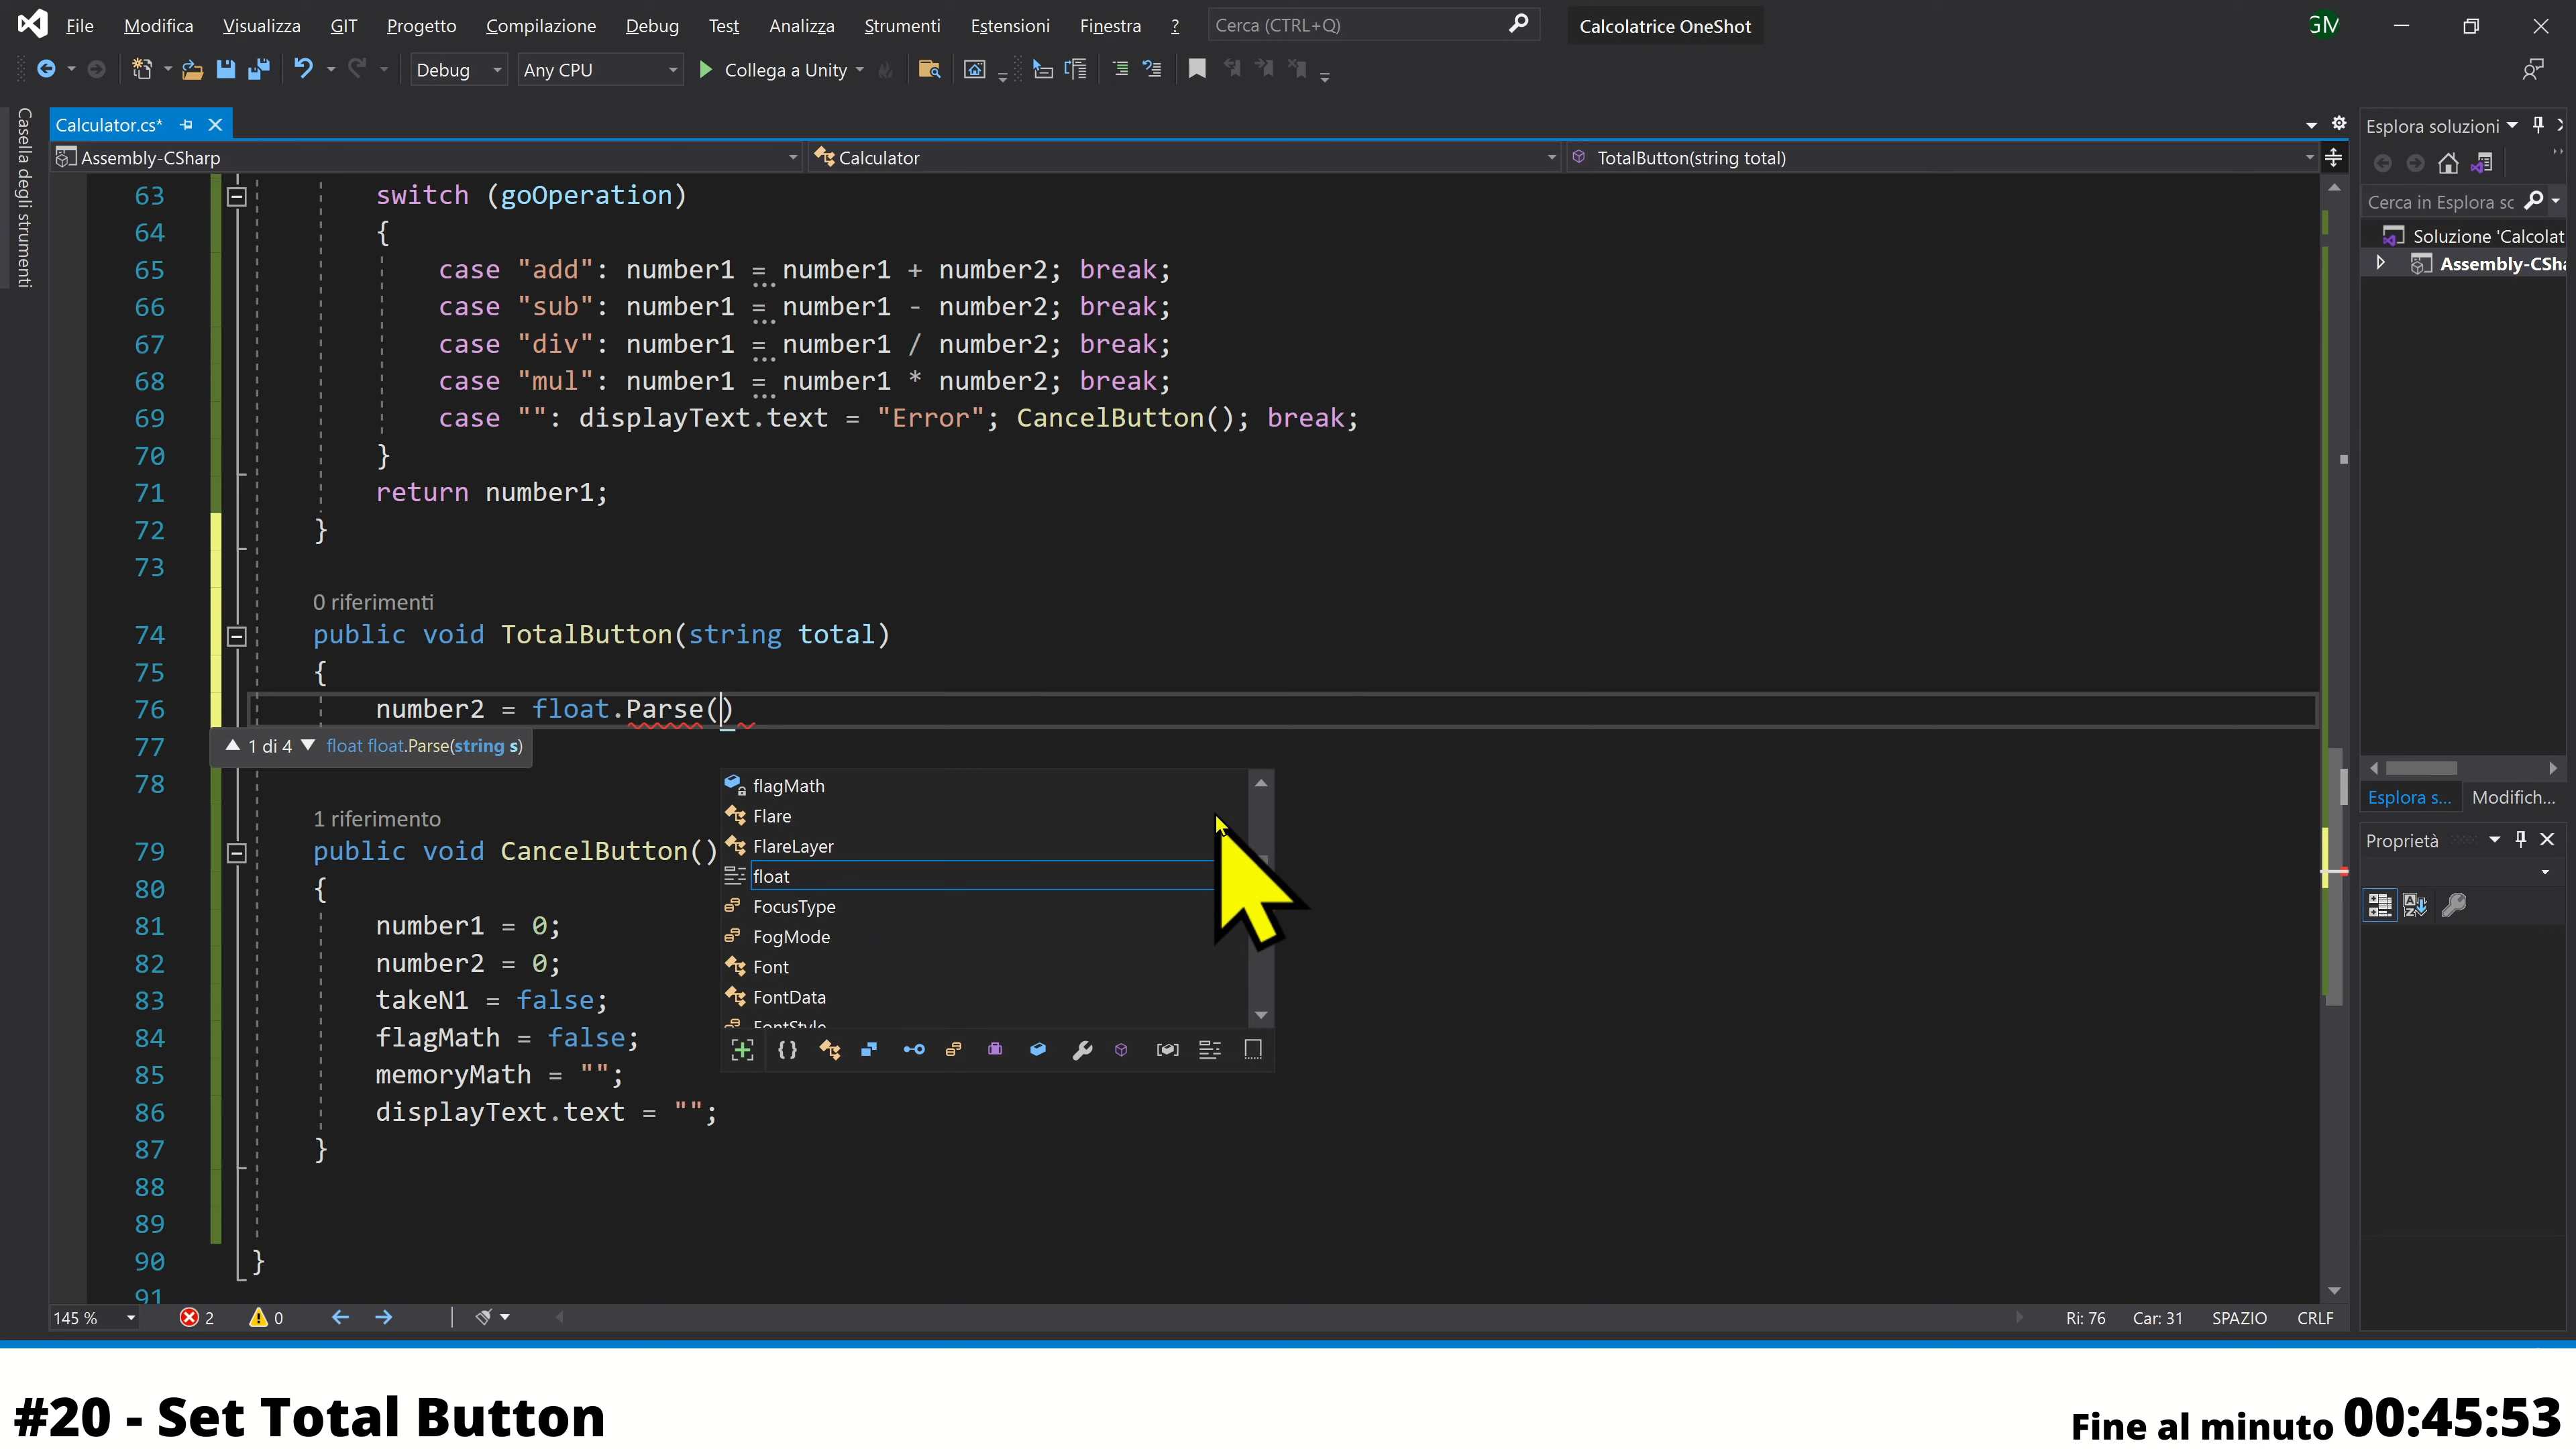 File Modifica Visualizza GIT Progetto Compilazione Debug Test Analizza Strumenti Estensioni Finestra ? Cerca (CTRL+Q) Calcolatrice OneShot GM
Debug Any CPU Collega a Unity
Casella degli strumenti
Calculator.cs*
Assembly-CSharp Calculator TotalButton(string total)
63 switch (goOperation)
64 {
65 case "add": number1 = number1 + number2; break;
66 case "sub": number1 = number1 - number2; break;
67 case "div": number1 = number1 / number2; break;
68 case "mul": number1 = number1 * number2; break;
69 case "": displayText.text = "Error"; CancelButton(); break;
70 }
71 return number1;
72 }
73
0 riferimenti
74 public void TotalButton(string total)
75 {
76 number2 = float.Parse()
77 1 di 4 float float.Parse(string s)
78
flagMath
Flare
FlareLayer
float
FocusType
FogMode
Font
FontData
FontStyle
1 riferimento
79 public void CancelButton()
80 {
81 number1 = 0;
82 number2 = 0;
83 takeN1 = false;
84 flagMath = false;
85 memoryMath = "";
86 displayText.text = "";
87 }
88
89
90 }
91
145 % 2 0 Ri: 76 Car: 31 SPAZIO CRLF
Esplora soluzioni
Cerca in Esplora sc
Soluzione 'Calcolat
Assembly-CSha
Esplora s... Modific...
Proprietà
#20 - Set Total Button
Fine al minuto 00:45:53